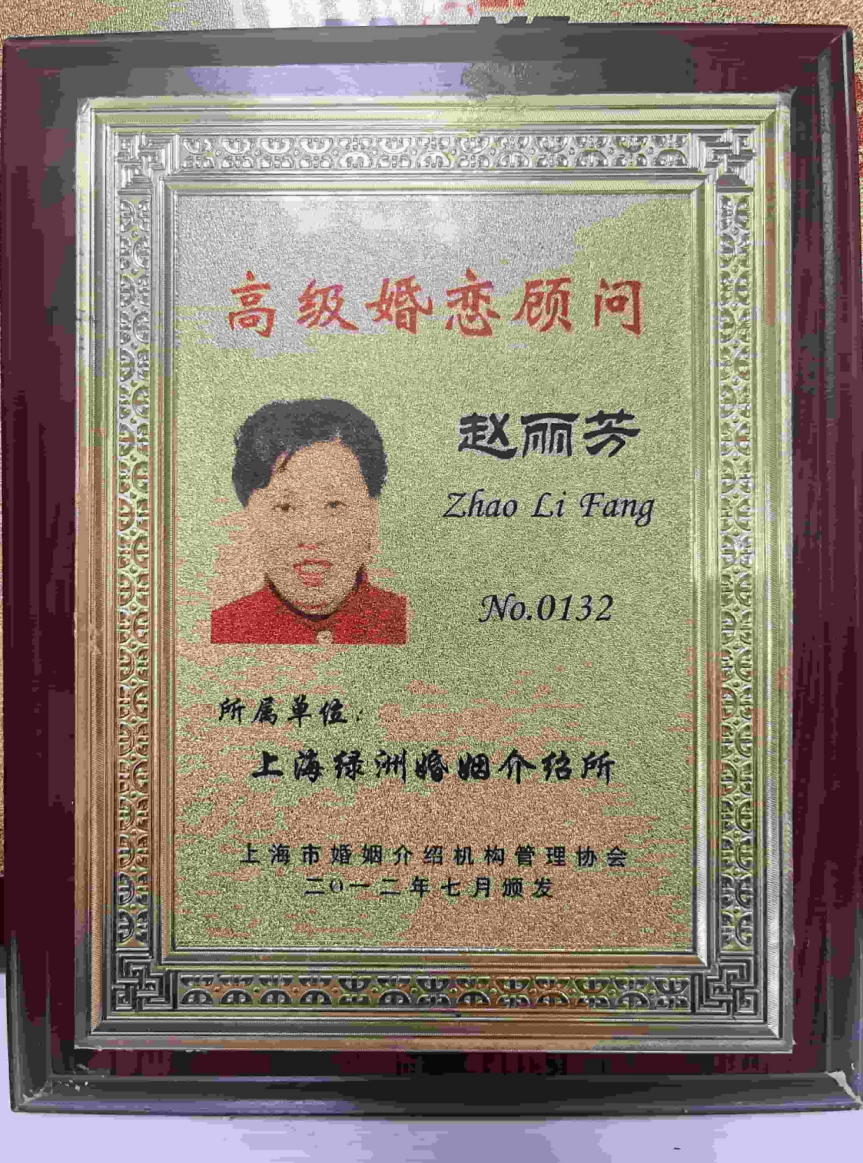 高级婚恋顾问
赵丽芳
Zhao Li Fang
No.0132
所属单位:
上海绿洲婚姻介绍所
上海市婚姻介绍机构管理协会
二0一二年七月颁发